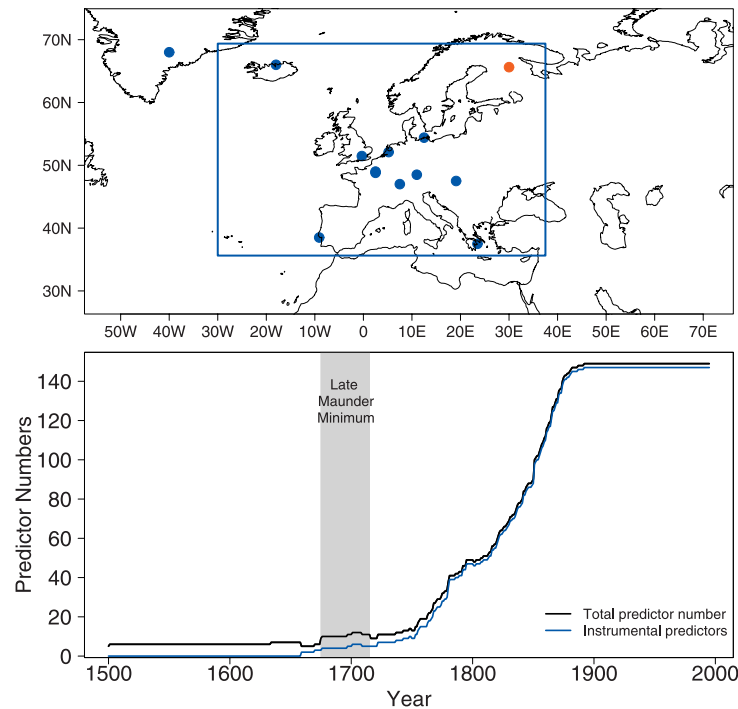 70N
60N
50N
40N
30N
50W 40W 30W 20W 10W 0 10E 20E 30E 40E 50E 60E 70E
Predictor Numbers
140
120
100
80
60
40
20
0
Late
Maunder
Minimum
Total predictor number
Instrumental predictors
1500 1600 1700 1800 1900 2000
Year